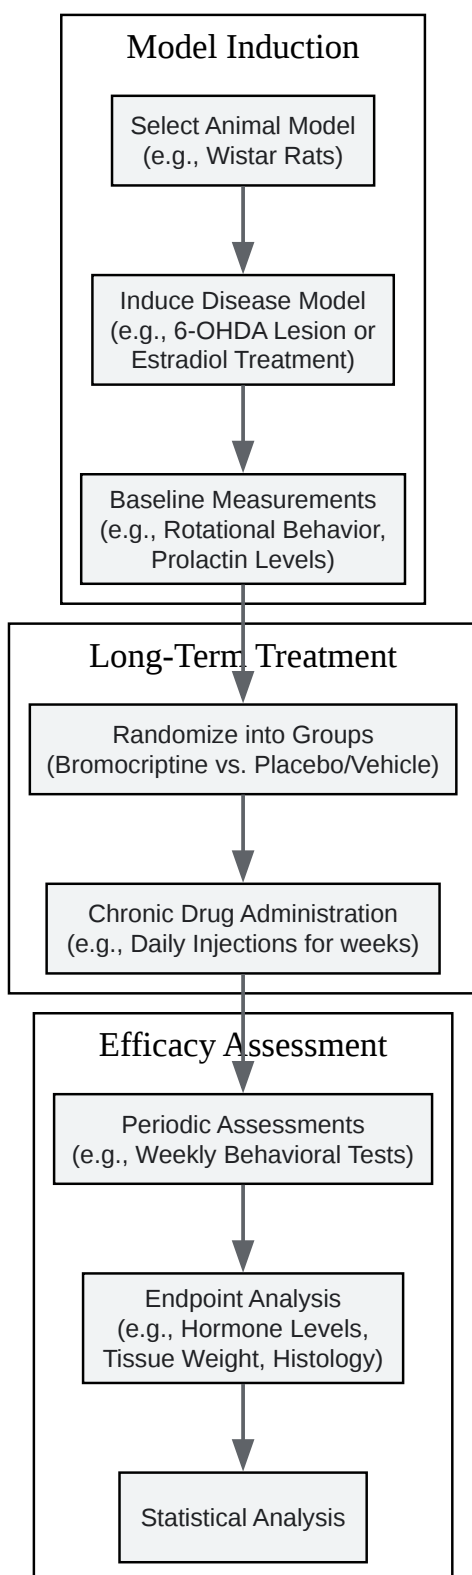 Model Induction
Select Animal Model
(e.g., Wistar Rats)
Induce Disease Model
(e.g., 6-OHDA Lesion or
Estradiol Treatment)
Baseline Measurements
(e.g., Rotational Behavior,
Prolactin Levels)
Long-Term Treatment
Randomize into Groups
(Bromocriptine vs. Placebo/Vehicle)
Chronic Drug Administration
(e.g., Daily Injections for weeks)
Efficacy Assessment
Periodic Assessments
(e.g., Weekly Behavioral Tests)
Endpoint Analysis
(e.g., Hormone Levels,
Tissue Weight, Histology)
Statistical Analysis